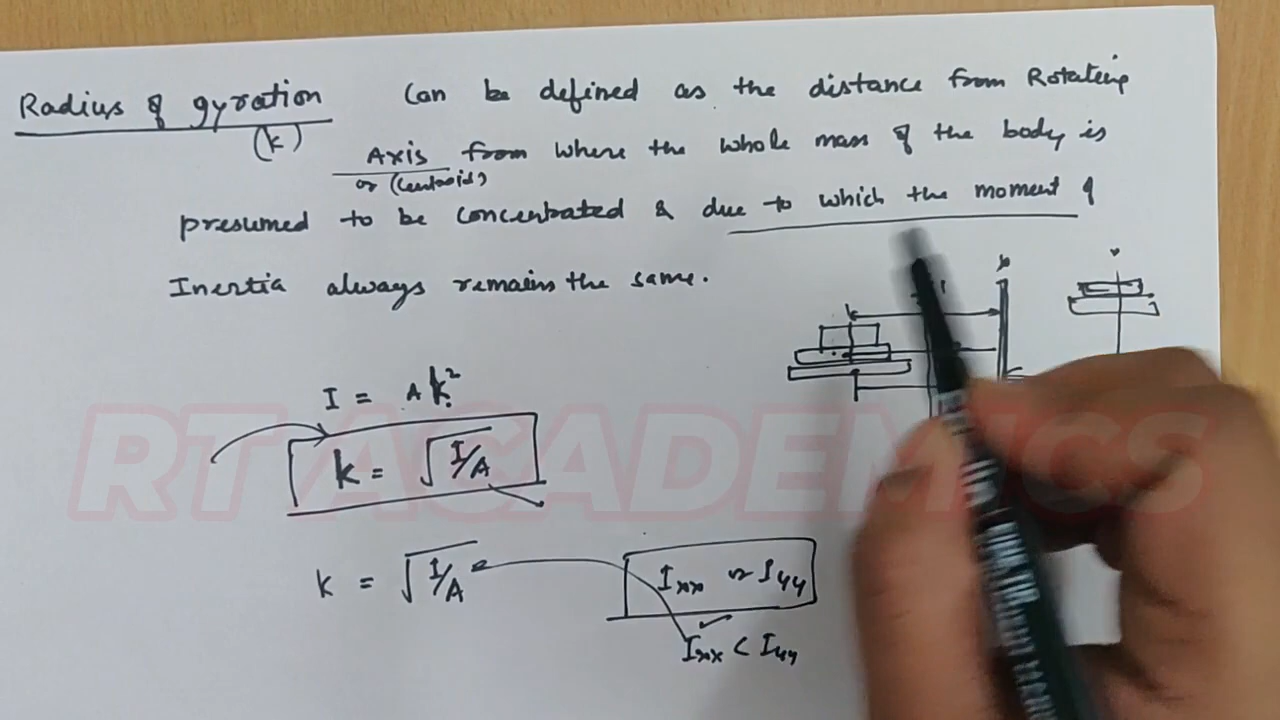 Radius of gyration can be defined as the distance from Rotating
(k)
Axis from where the whole mass of the body is
or (Centroid)
presumed to be concentrated & due to which the moment of
Inertia always remains the same.
I = Ak²
k = √I/A
k = √I/A
Ixx or Iyy
Ixx < Iyy
RT ACADEMICS